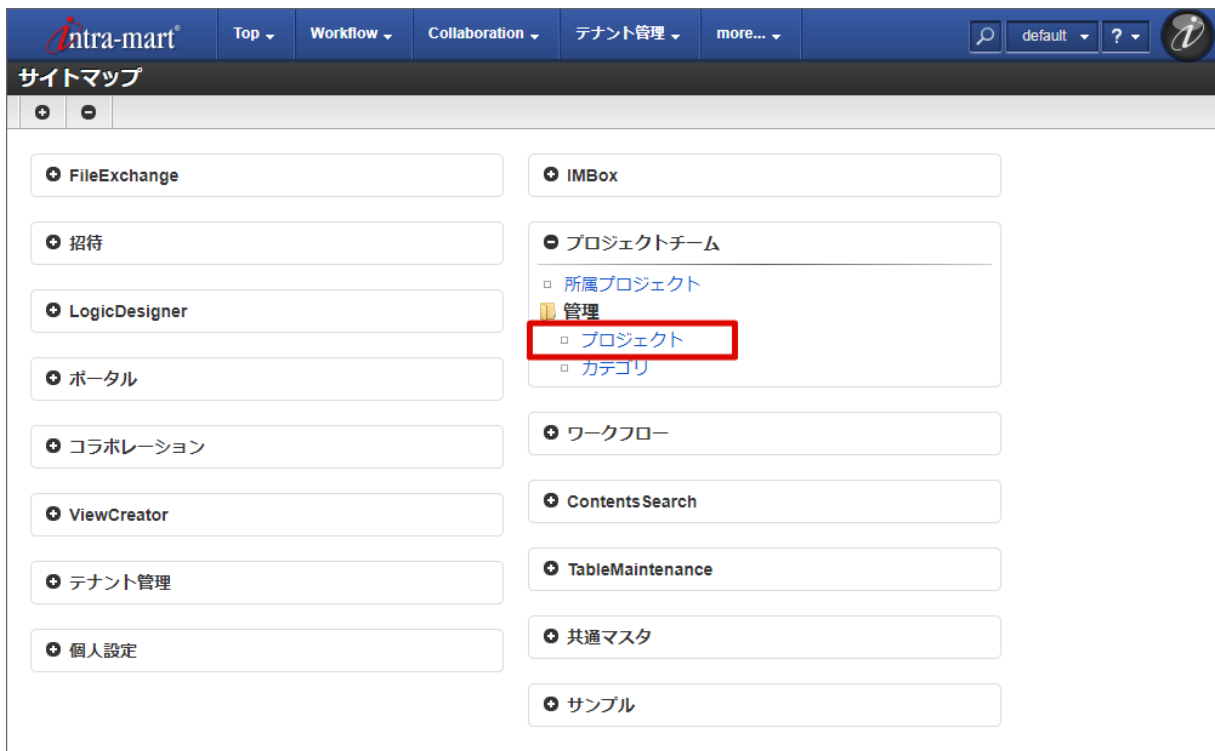 intra-mart®
Top
Workflow
Collaboration
テナント管理
more...
default
?
サイトマップ
FileExchange
招待
LogicDesigner
ポータル
コラボレーション
ViewCreator
テナント管理
個人設定
IMBox
プロジェクトチーム
所属プロジェクト
管理
プロジェクト
カテゴリ
ワークフロー
ContentsSearch
TableMaintenance
共通マスタ
サンプル